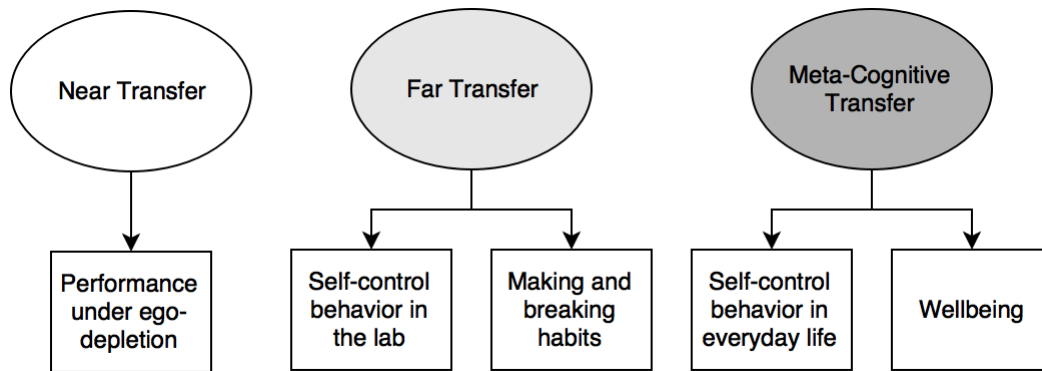 Near Transfer
Far Transfer
Meta-Cognitive
Transfer
Performance
under ego-
depletion
Self-control
behavior in
the lab
Making and
breaking
habits
Self-control
behavior in
everyday life
Wellbeing